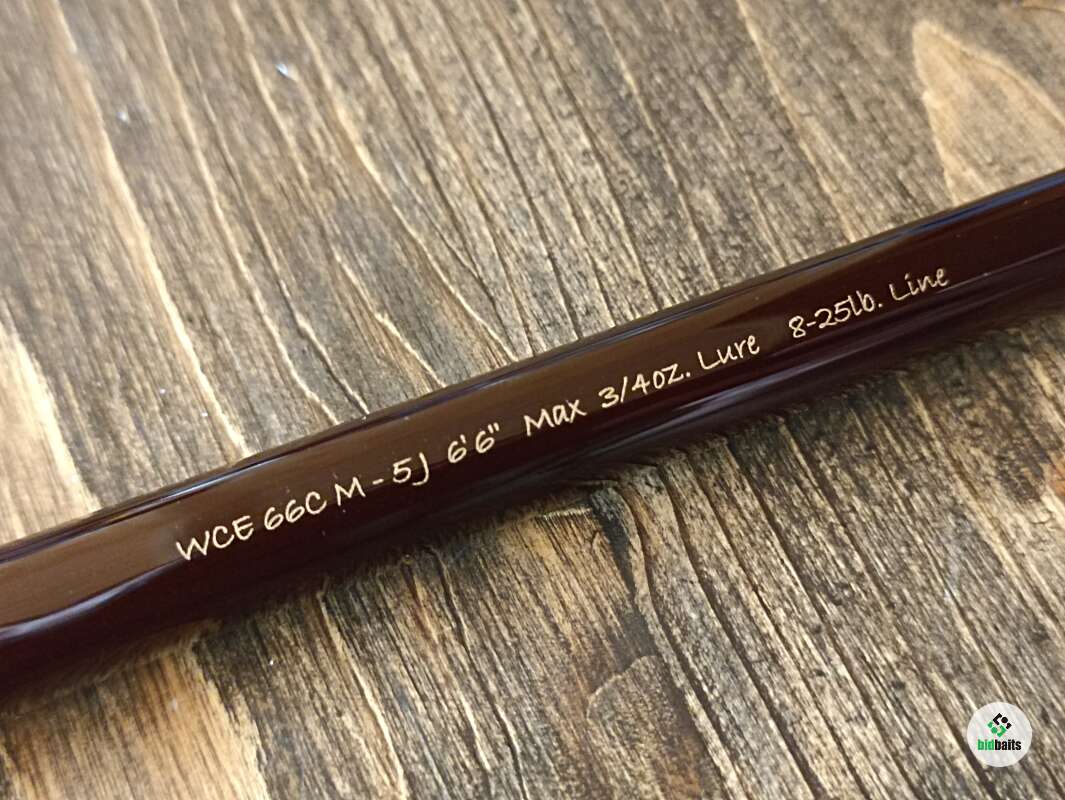 WCE 66C M-5J 6'6" Max 3/4oz. Lure 8-25lb. Line
bidbaits